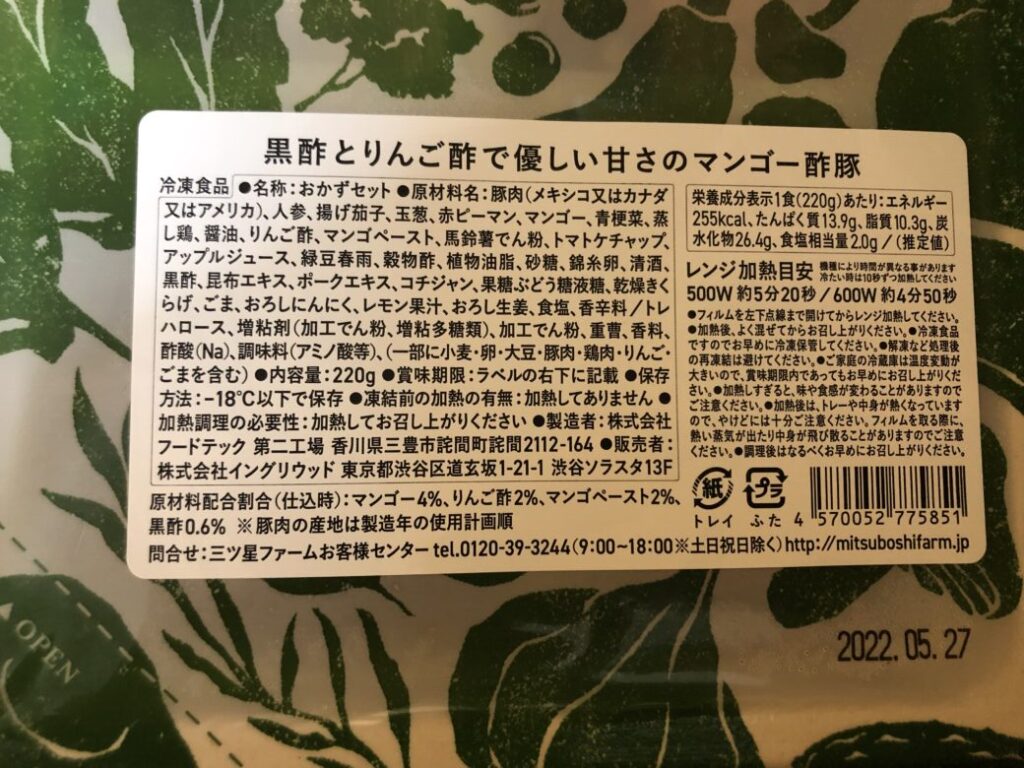 黒酢とりんご酢で優しい甘さのマンゴー酢豚
冷凍食品 ●名称：おかずセット ●原材料名：豚肉（メキシコ又はカナダ
又はアメリカ）、人参、揚げ茄子、玉葱、赤ピーマン、マンゴー、青梗菜、蒸
し鶏、醤油、りんご酢、マンゴペースト、馬鈴薯でん粉、トマトケチャップ、
アップルジュース、緑豆春雨、穀物酢、植物油脂、砂糖、錦糸卵、清酒、
黒酢、昆布エキス、ポークエキス、コチジャン、果糖ぶどう糖液糖、乾燥きく
らげ、ごま、おろしにんにく、レモン果汁、おろし生姜、食塩、香辛料／トレ
ハロース、増粘剤（加工でん粉、増粘多糖類）、加工でん粉、重曹、香料、
酢酸（Na）、調味料（アミノ酸等）、（一部に小麦・卵・大豆・豚肉・鶏肉・りんご・
ごまを含む） ●内容量：220g ●賞味期限：ラベルの右下に記載 ●保存
方法：−18℃以下で保存 ●凍結前の加熱の有無：加熱してありません ●
加熱調理の必要性：加熱してお召し上がりください ●製造者：株式会社
フードテック 第二工場 香川県三豊市詫間町詫間2112-164 ●販売者：
株式会社イングリウッド 東京都渋谷区道玄坂1-21-1 渋谷ソラスタ13F
原材料配合割合（仕込時）：マンゴー4%、りんご酢2%、マンゴペースト2%、
黒酢0.6% ※豚肉の産地は製造年の使用計画順
問合せ：三ツ星ファームお客様センター tel.0120-39-3244（9:00〜18:00※土日祝日除く）http://mitsuboshifarm.jp
栄養成分表示1食（220g）あたり：エネルギー
255kcal、たんぱく質13.9g、脂質10.3g、炭
水化物26.4g、食塩相当量2.0g／（推定値）
レンジ加熱目安 機種により時間が異なる事があります
冷たい時は10秒ずつ加熱してください
500W 約5分20秒／600W 約4分50秒
●フィルムを左下点線まで開けてからレンジ加熱してください。
●加熱後、よく混ぜてからお召し上がりください。●冷凍食品
ですのでお早めに冷凍保管してください。●解凍など処理後
の再凍結は避けてください。●ご家庭の冷蔵庫は温度変動が
大きいので、賞味期限内であってもお早めにお召し上がりくだ
さい。●加熱しすぎると、味や食感が変わることがありますので
ご注意ください。●加熱後は、トレーや中身が熱くなっています
ので、やけどには十分ご注意ください。フィルムを取る際に、
熱い蒸気が出たり中身が飛び散ることがありますのでご注意
ください。●調理後はなるべくお早めにお召し上がりください。
紙 プラ
トレイ ふた 4 570052 775851
2022.05.27
▲OPEN